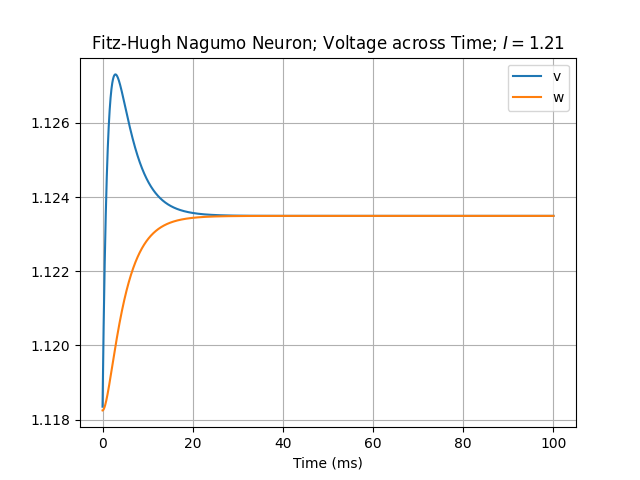 Fitz-Hugh Nagumo Neuron; Voltage across Time; I = 1.21
v
w
1.126
1.124
1.122
1.120
1.118
0 20 40 60 80 100
Time (ms)